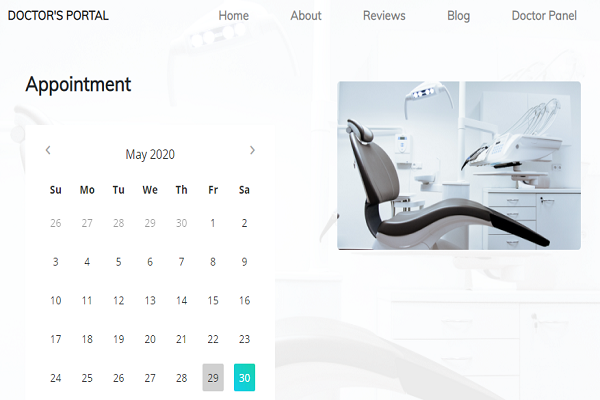 DOCTOR'S PORTAL Home About Reviews Blog Doctor Panel
Appointment
May 2020
Su Mo Tu We Th Fr Sa
26 27 28 29 30 1 2
3 4 5 6 7 8 9
10 11 12 13 14 15 16
17 18 19 20 21 22 23
24 25 26 27 28 29 30